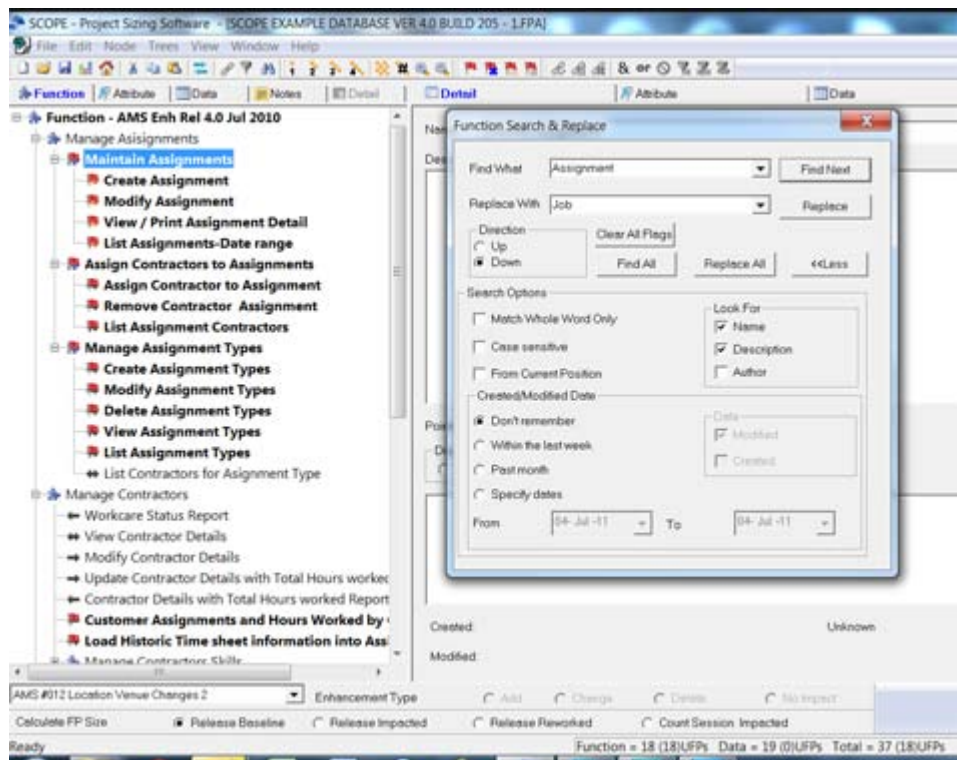 SCOPE - Project Sizing Software - [SCOPE EXAMPLE DATABASE VER 4.0 BUILD 205 - 1.FPA]
File Edit Node Trees View Window Help
& or
Function Attribute Data Notes Detail Detail Attribute Data
Function - AMS Enh Rel 4.0 Jul 2010
Manage Asisignments
Maintain Assignments
Create Assignment
Modify Assignment
View / Print Assignment Detail
List Assignments-Date range
Assign Contractors to Assignments
Assign Contractor to Assignment
Remove Contractor Assignment
List Assignment Contractors
Manage Assignment Types
Create Assignment Types
Modify Assignment Types
Delete Assignment Types
View Assignment Types
List Assignment Types
List Contractors for Asignment Type
Manage Contractors
Workcare Status Report
View Contractor Details
Modify Contractor Details
Update Contractor Details with Total Hours worked
Contractor Details with Total Hours worked Report
Customer Assignments and Hours Worked by
Load Historic Time sheet information into Ass
Manage Contractors Skills
Function Search & Replace
Find What Assignment Find Next
Replace With Job Replace
Direction Clear All Flags
Up
Down Find All Replace All <<Less
Search Options
Look For
Match Whole Word Only Name
Case sensitive Description
From Current Position Author
Created/Modified Date
Don't remember Date
Modified
Within the last week
Created
Past month
Specify dates
From 04- Jul -11 To 04- Jul -11
Created: Unknown
Modified:
AMS #012 Location Venue Changes 2 Enhancement Type Add Change Delete No Impact
Calculate FP Size Release Baseline Release Impacted Release Reworked Count Session Impacted
Ready Function = 18 (18)UFPs Data = 19 (0)UFPs Total = 37 (18)UFPs